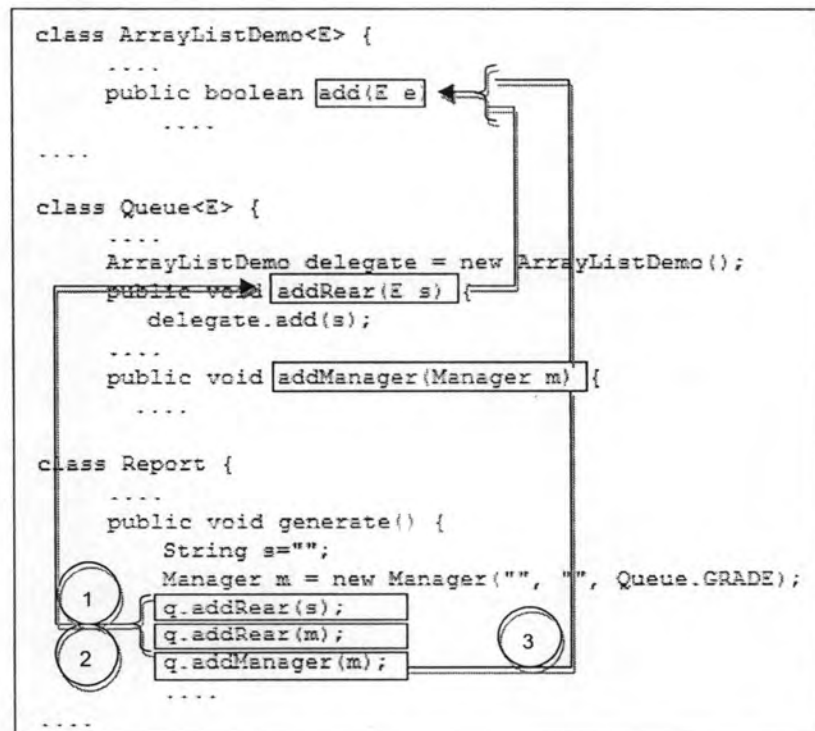 class ArrayListDemo<E> {
....
public boolean add(E e)
....
....
class Queue<E> {
....
ArrayListDemo delegate = new ArrayListDemo();
public void addRear(E s) {
delegate.add(s);
....
public void addManager(Manager m) {
....
class Report {
....
public void generate() {
String s="";
Manager m = new Manager("", "", Queue.GRADE);
1
q.addRear(s);
q.addRear(m);
2
3
q.addManager(m);
....
....